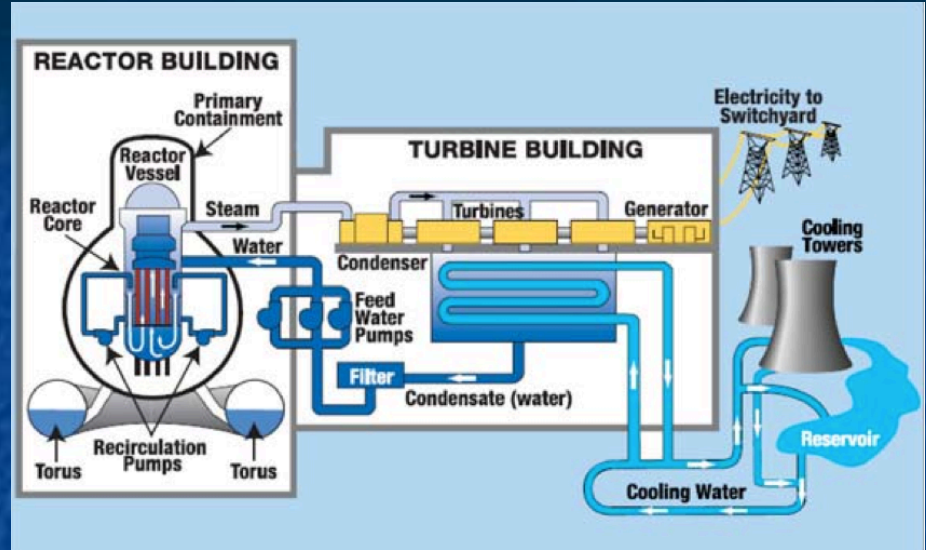 REACTOR BUILDING
Primary
Containment
Reactor
Vessel
Reactor
Core
Steam
Water
Feed
Water
Pumps
Filter
Torus
Recirculation
Pumps
Torus
TURBINE BUILDING
Turbines
Generator
Condenser
Condensate (water)
Electricity to
Switchyard
Cooling
Towers
Reservoir
Cooling Water